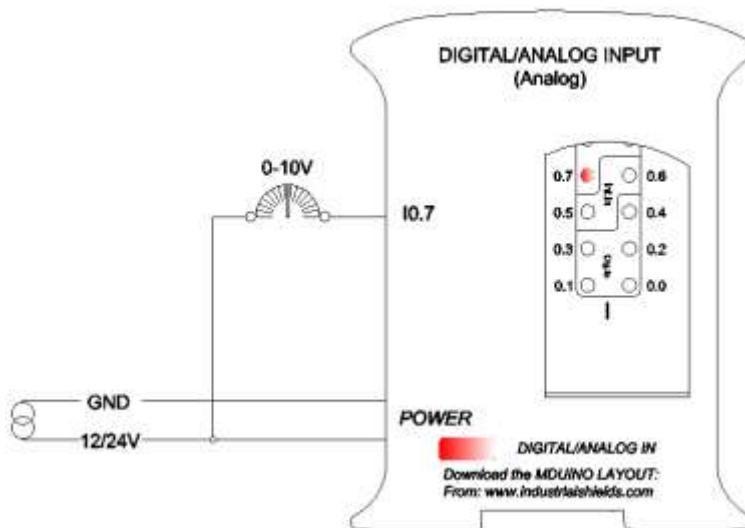 DIGITAL/ANALOG INPUT
(Analog)
0-10V
I0.7
0.7 0.6
0.5 0.4
0.3 0.2
0.1 0.0
I
GND
12/24V
POWER
DIGITAL/ANALOG IN
Download the MDUINO LAYOUT:
From: www.industrialshields.com